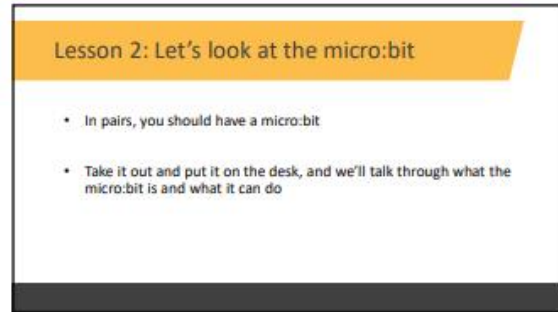 Lesson 2: Let's look at the micro:bit
• In pairs, you should have a micro:bit
• Take it out and put it on the desk, and we'll talk through what the
micro:bit is and what it can do